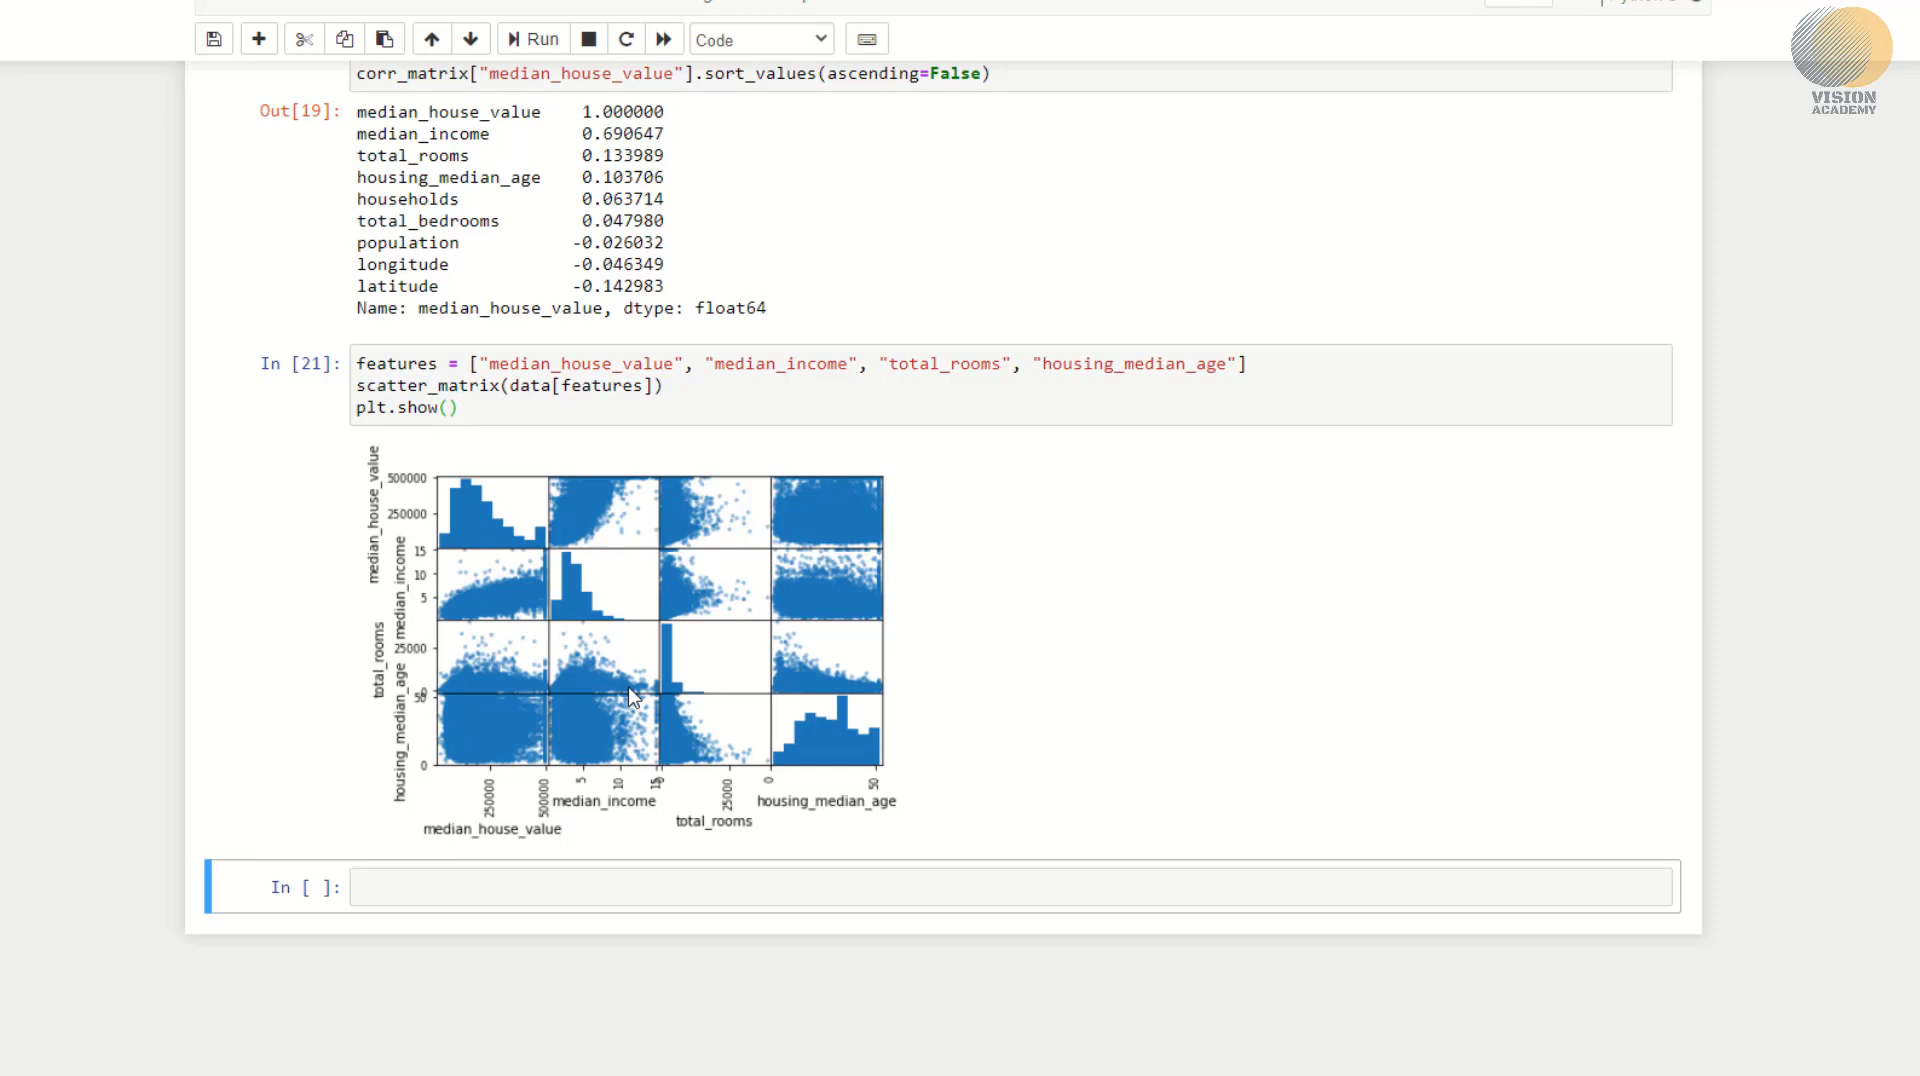 Run
Code
VISION
ACADEMY
corr_matrix["median_house_value"].sort_values(ascending=False)
Out[19]:
median_house_value 1.000000
median_income 0.690647
total_rooms 0.133989
housing_median_age 0.103706
households 0.063714
total_bedrooms 0.047980
population -0.026032
longitude -0.046349
latitude -0.142983
Name: median_house_value, dtype: float64
In [21]:
features = ["median_house_value", "median_income", "total_rooms", "housing_median_age"]
scatter_matrix(data[features])
plt.show()
median_house_value
500000
250000
median_income
15
10
5
total_rooms
25000
0
housing_median_age
50
0
250000
500000
5
10
15
0
25000
0
50
median_income
housing_median_age
total_rooms
median_house_value
In [ ]: